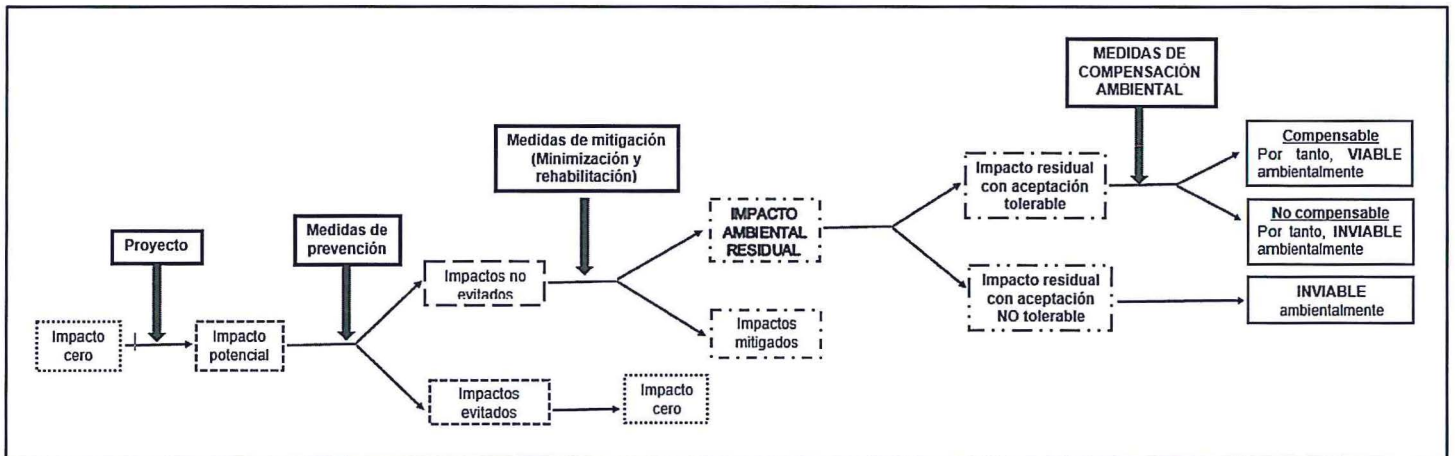 MEDIDAS DE
COMPENSACIÓN
AMBIENTAL
Medidas de mitigación
(Minimización y
rehabilitación)
Compensable
Por tanto, VIABLE
ambientalmente
Impacto residual
con aceptación
tolerable
IMPACTO
AMBIENTAL
RESIDUAL
No compensable
Por tanto, INVIABLE
ambientalmente
Proyecto
Medidas de
prevención
Impactos no
evitados
Impacto residual
con aceptación
NO tolerable
INVIABLE
ambientalmente
Impacto
cero
Impacto
potencial
Impactos
mitigados
Impactos
evitados
Impacto
cero